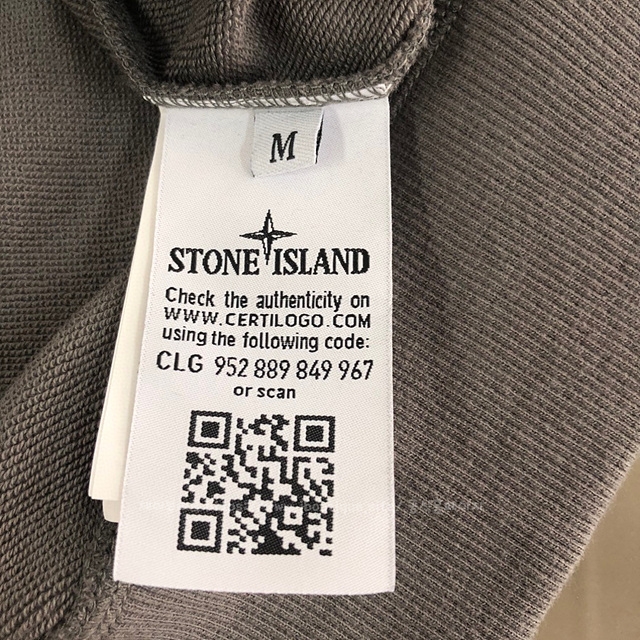 M
STONE ISLAND
Check the authenticity on
WWW.CERTILOGO.COM
using the following code:
CLG 952 889 849 967
or scan